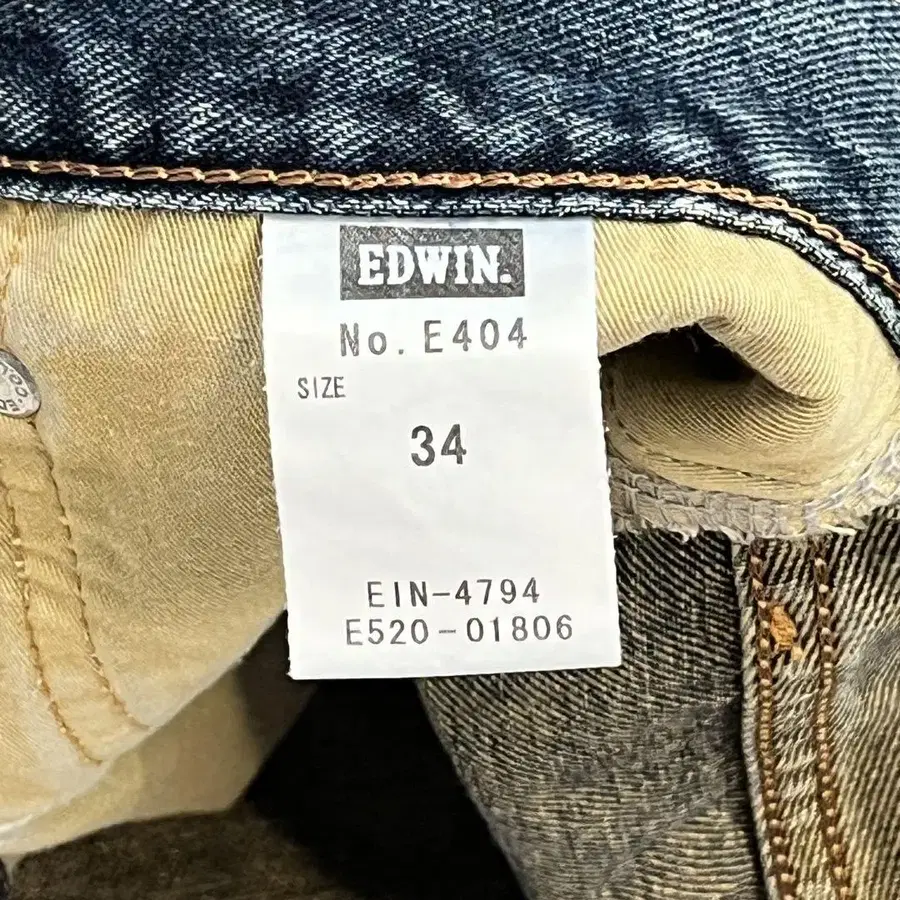 EDWIN.
No. E404
SIZE
34
EIN-4794
E520-01806